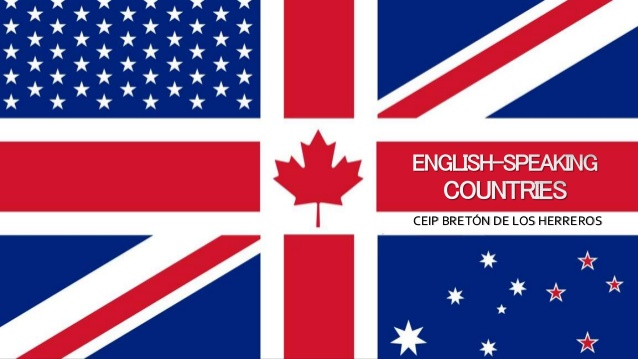 ENGLISH-SPEAKING
COUNTRIES
CEIP BRETÓN DE LOS HERREROS